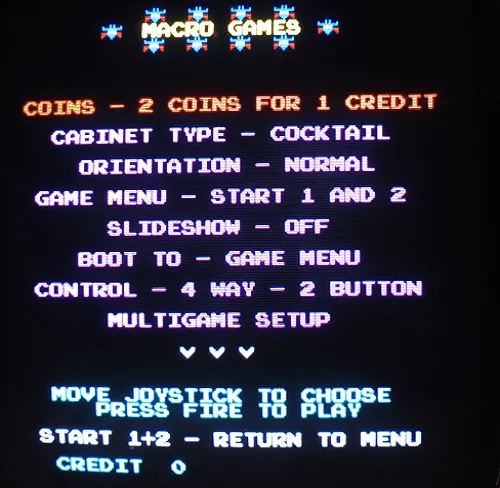 MACRO GAMES
COINS - 2 COINS FOR 1 CREDIT
CABINET TYPE - COCKTAIL
ORIENTATION - NORMAL
GAME MENU - START 1 AND 2
SLIDESHOW - OFF
BOOT TO - GAME MENU
CONTROL - 4 WAY - 2 BUTTON
MULTIGAME SETUP
MOVE JOYSTICK TO CHOOSE
PRESS FIRE TO PLAY
START 1+2 - RETURN TO MENU
CREDIT 0